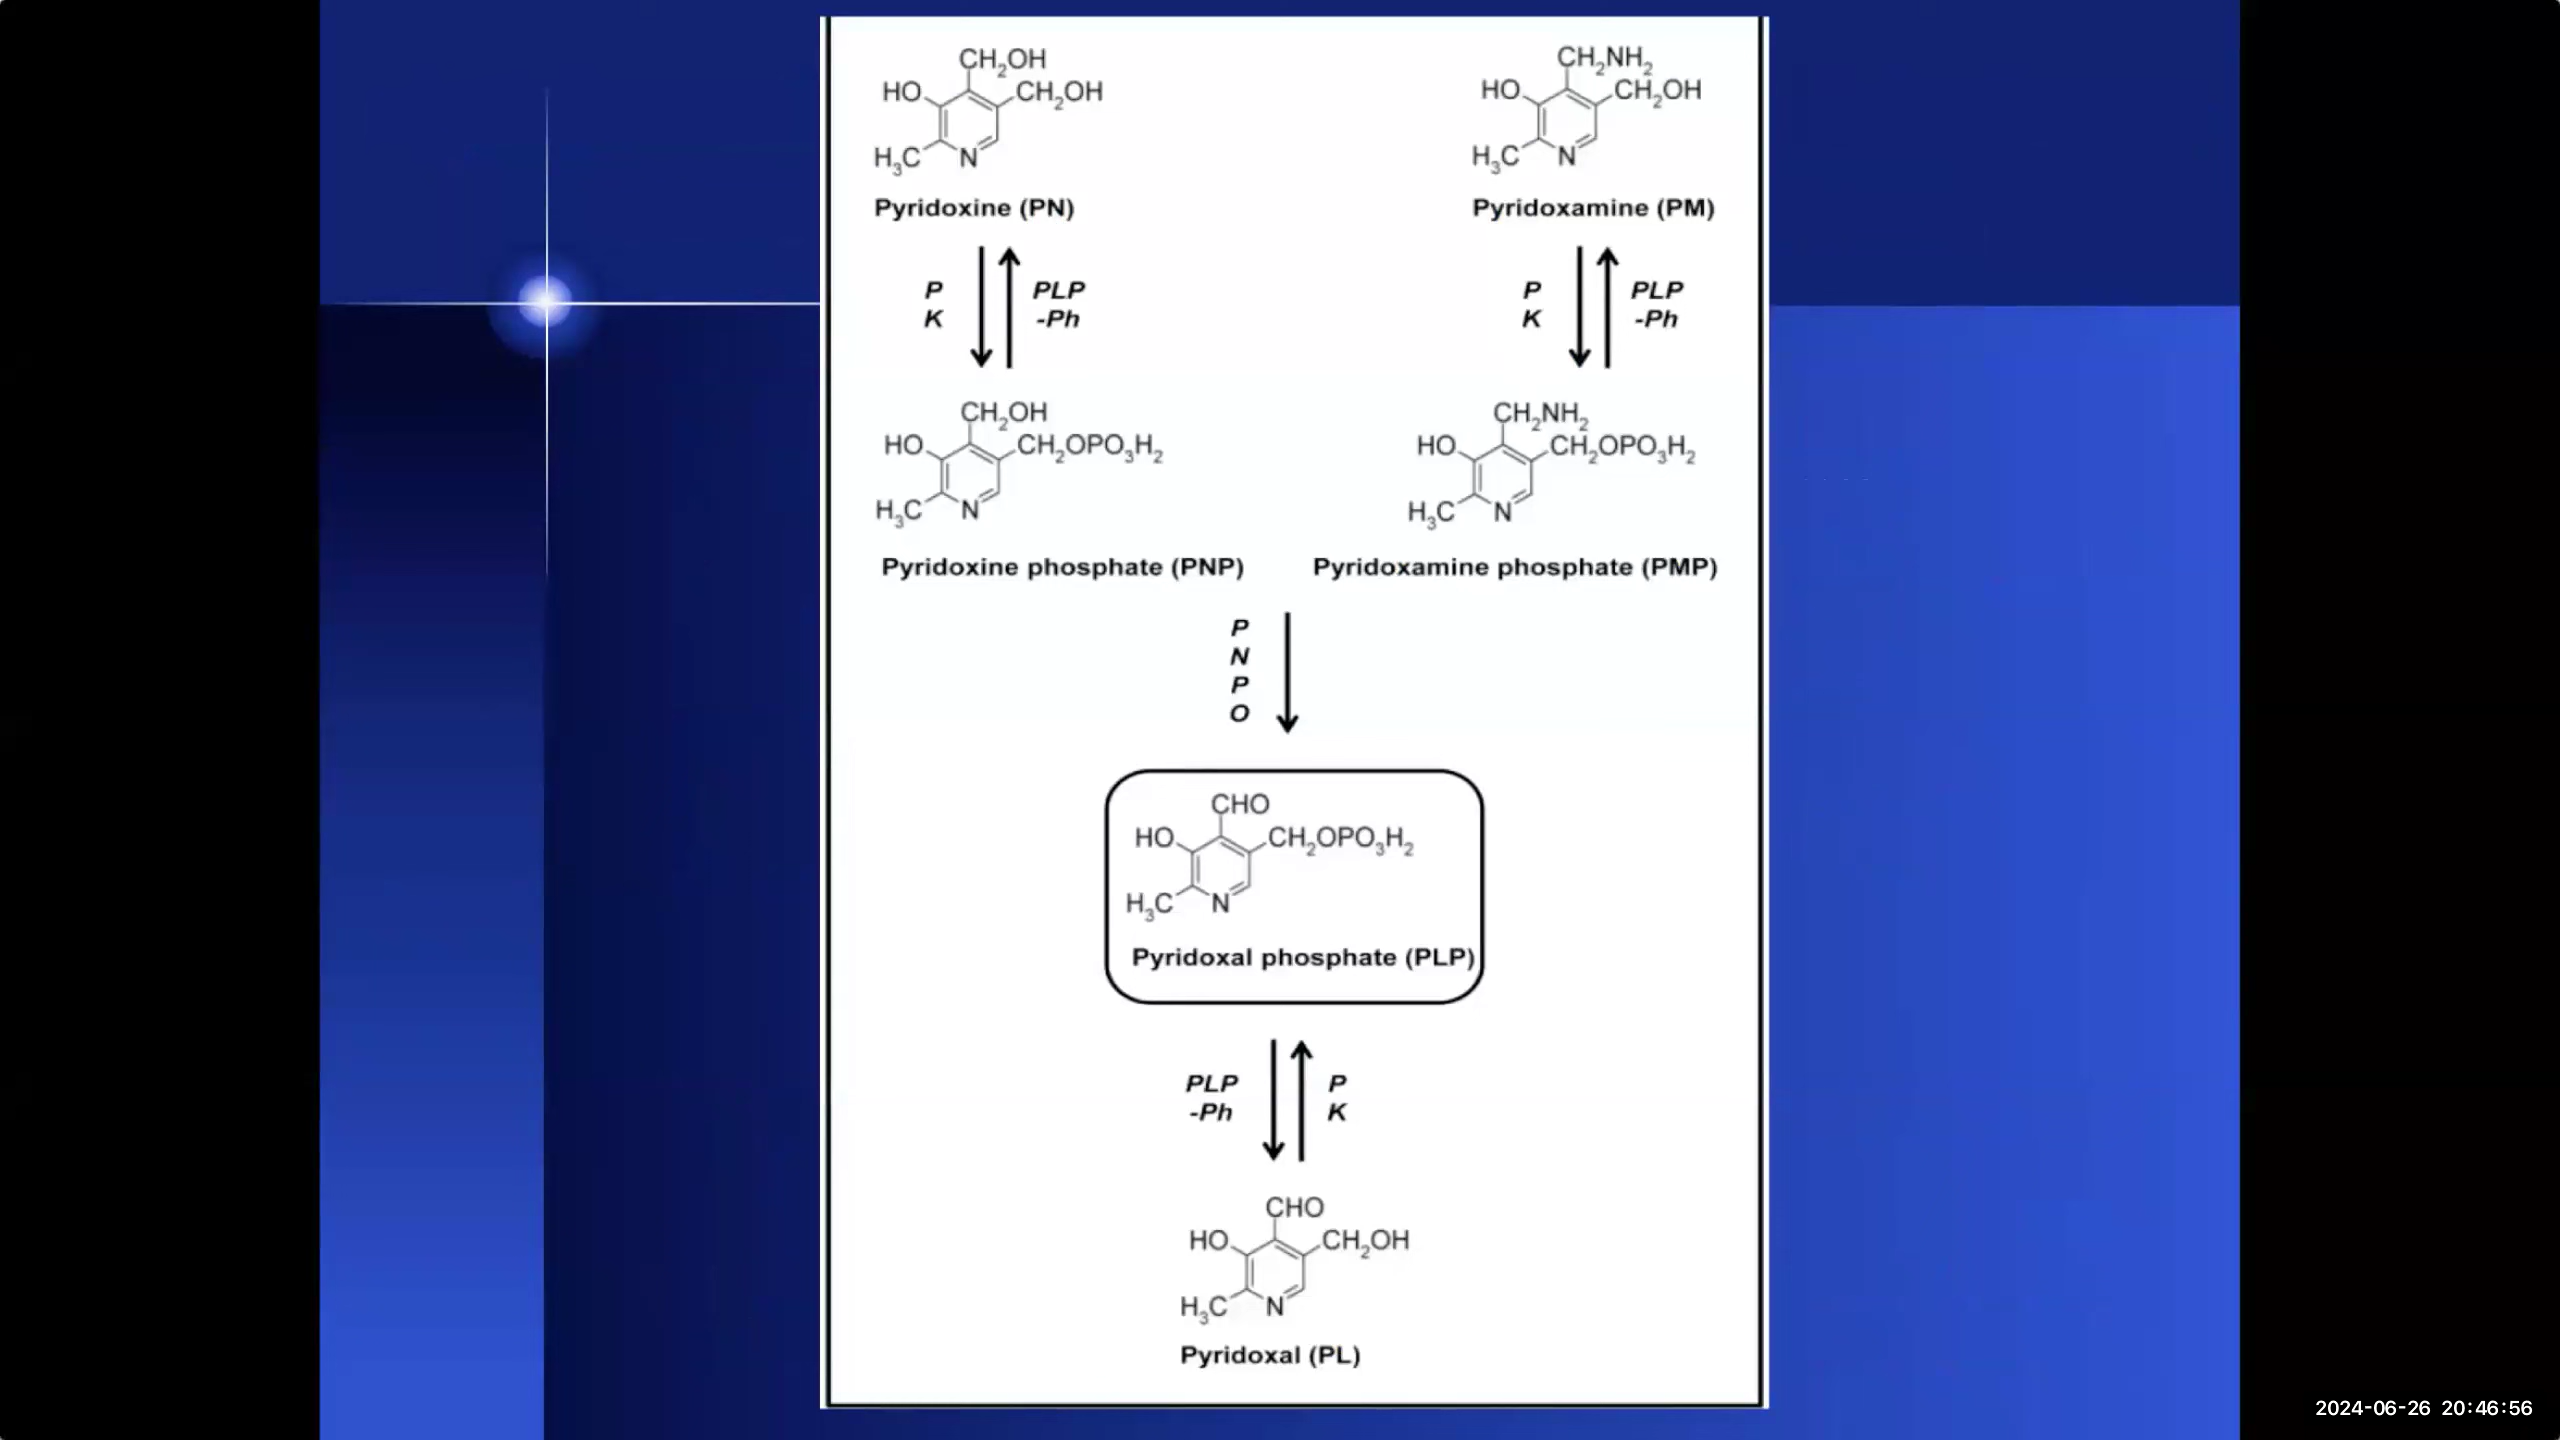 CH2OH
HO CH2OH
H3C N
Pyridoxine (PN)
CH2NH2
HO CH2OH
H3C N
Pyridoxamine (PM)
P
K
PLP
-Ph
P
K
PLP
-Ph
CH2OH
HO CH2OPO3H2
H3C N
Pyridoxine phosphate (PNP)
CH2NH2
HO CH2OPO3H2
H3C N
Pyridoxamine phosphate (PMP)
P
N
P
O
CHO
HO CH2OPO3H2
H3C N
Pyridoxal phosphate (PLP)
PLP
-Ph
P
K
CHO
HO CH2OH
H3C N
Pyridoxal (PL)
2024-06-26 20:46:56